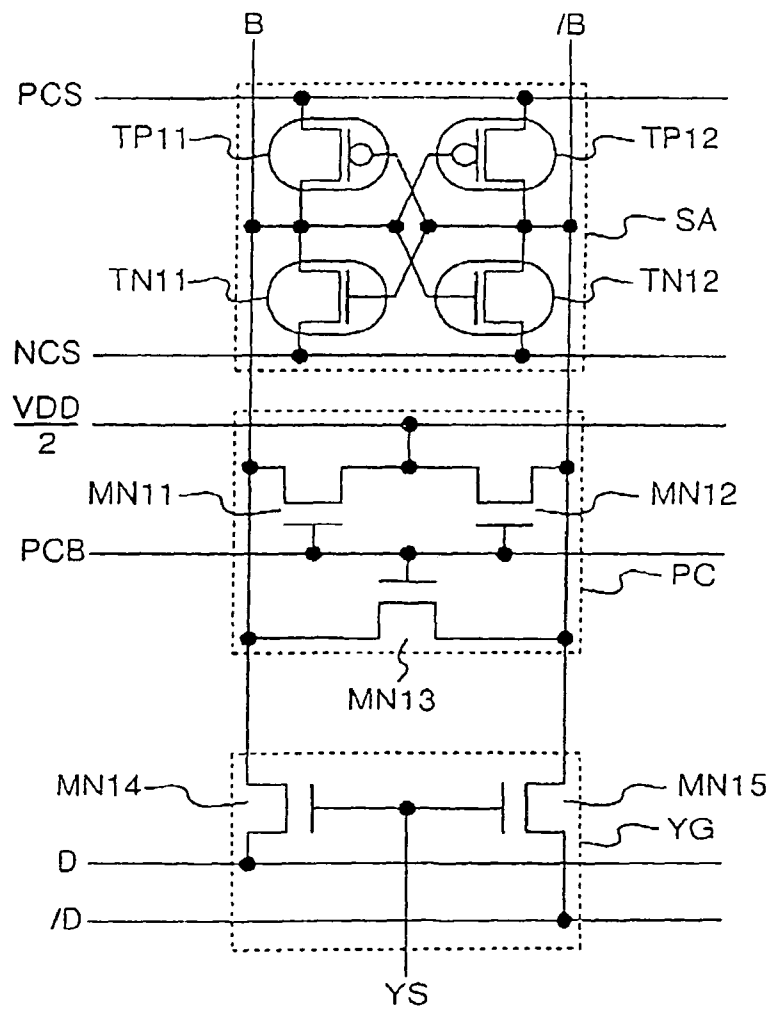 B /B
PCS
TP11 TP12
SA
TN11 TN12
NCS
VDD
2
MN11 MN12
PCB
PC
MN13
MN14 MN15
YG
D
/D
YS